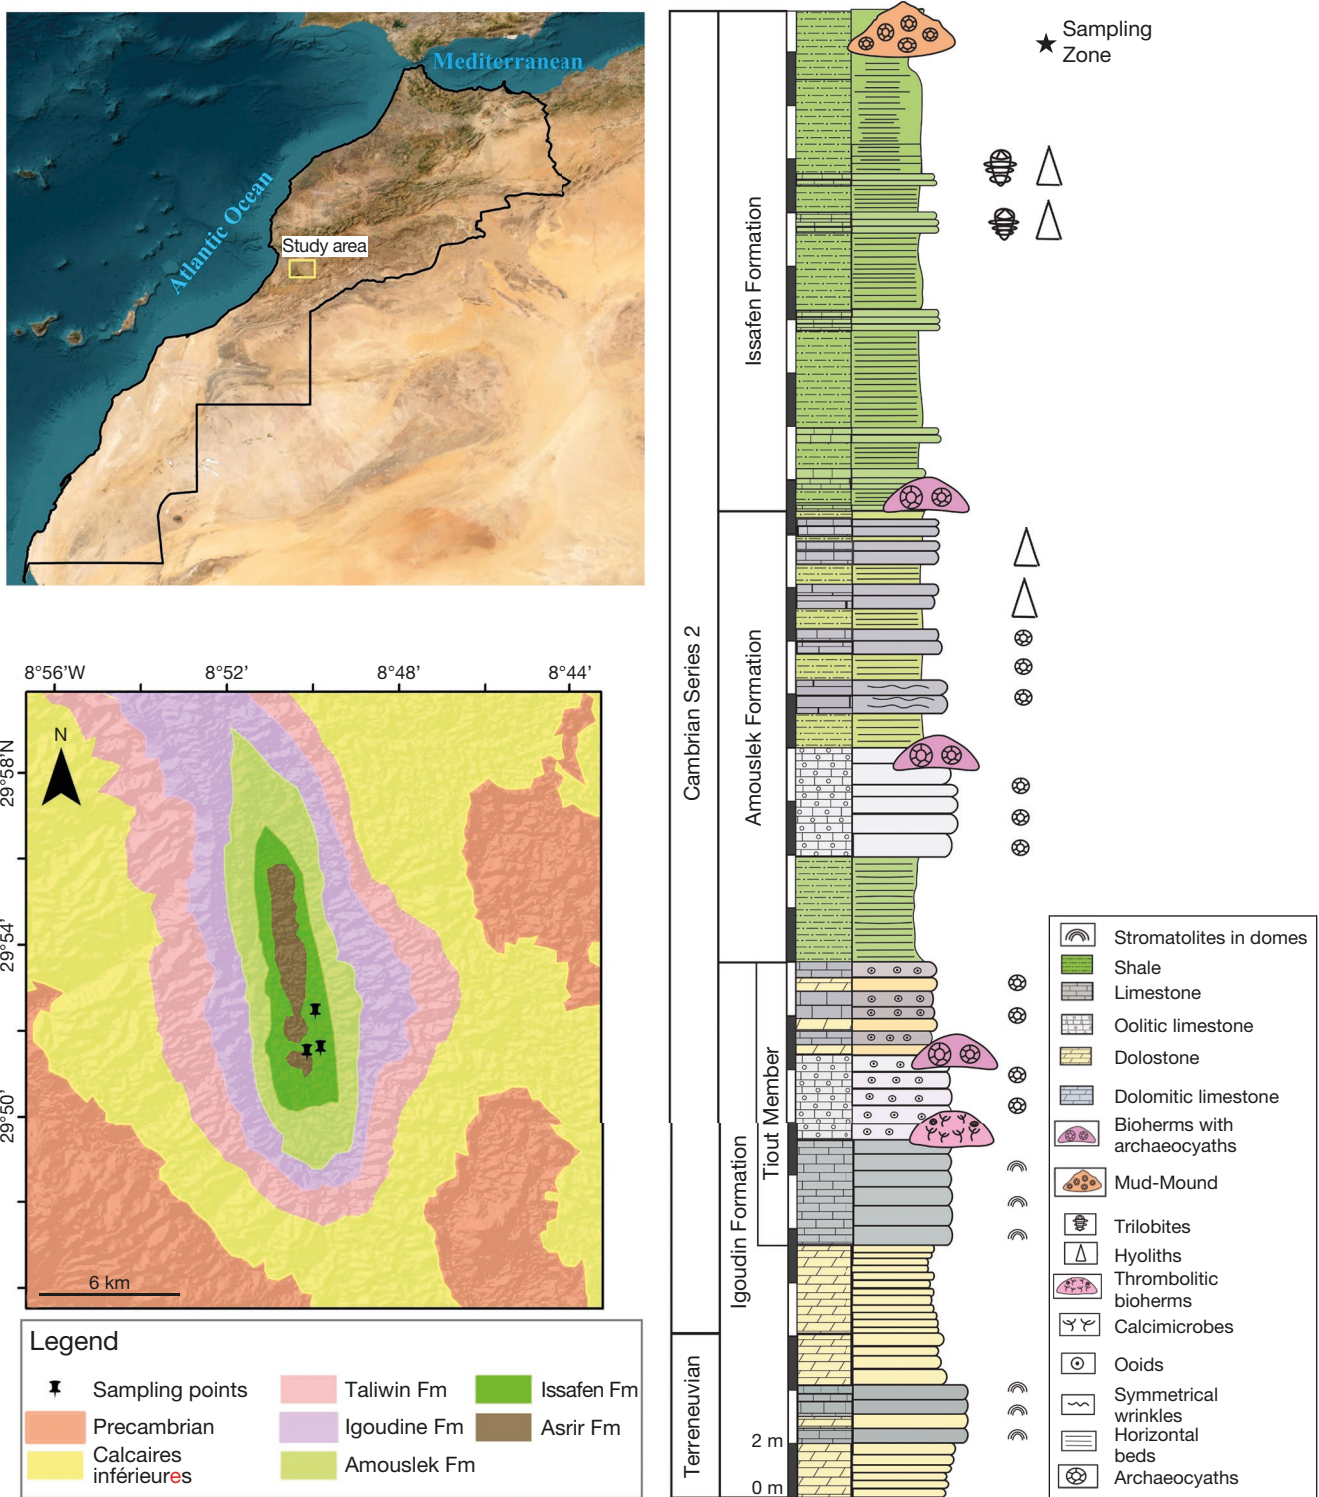 Mediterranean
Atlantic Ocean
Study area
8°56'W
8°52'
8°48'
8°44'
29°58'N
29°54'
29°50'
N
6 km
Legend
Sampling points
Precambrian
Calcaires
inférieures
Taliwin Fm
Igoudine Fm
Amouslek Fm
Issafen Fm
Asrir Fm
Sampling
Zone
Cambrian Series 2
Terreneuvian
Issafen Formation
Amouslek Formation
Igoudin Formation
Tiout Member
2 m
0 m
Stromatolites in domes
Shale
Limestone
Oolitic limestone
Dolostone
Dolomitic limestone
Bioherms with
archaeocyaths
Mud-Mound
Trilobites
Hyoliths
Thrombolitic
bioherms
Calcimicrobes
Ooids
Symmetrical
wrinkles
Horizontal
beds
Archaeocyaths